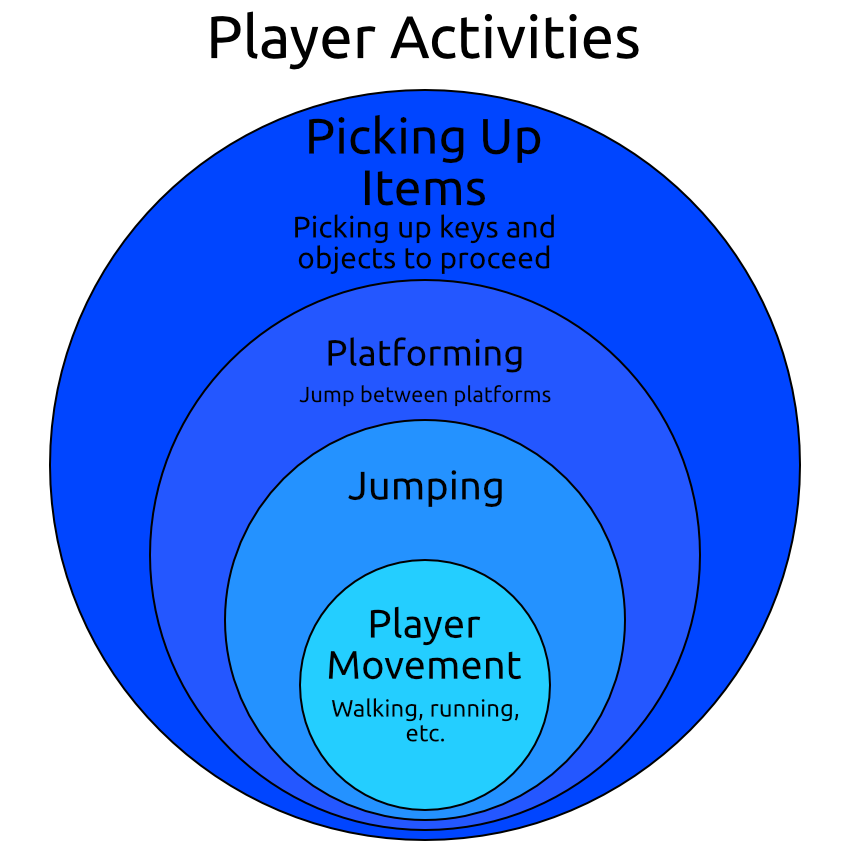 Player Activities
Picking Up
Items
Picking up keys and
objects to proceed
Platforming
Jump between platforms
Jumping
Player
Movement
Walking, running,
etc.